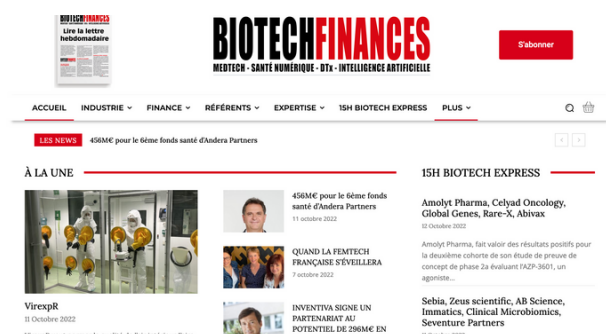 BIOTECH FINANCES
Lire la lettre
hebdomadaire
BIOTECHFINANCES
MEDTECH - SANTÉ NUMÉRIQUE - DTx - INTELLIGENCE ARTIFICIELLE
S'abonner
ACCUEIL INDUSTRIE FINANCE RÉFÉRENTS EXPERTISE 15H BIOTECH EXPRESS PLUS
LES NEWS 456M€ pour le 6ème fonds santé d'Andera Partners
À LA UNE
VirexpR
11 Octobre 2022
456M€ pour le 6ème fonds
santé d'Andera Partners
11 octobre 2022
QUAND LA FEMTECH
FRANÇAISE S'ÉVEILLERA
7 octobre 2022
INVENTIVA SIGNE UN
PARTENARIAT AU
POTENTIEL DE 296M€ EN
15H BIOTECH EXPRESS
Amolyt Pharma, Celyad Oncology,
Global Genes, Rare-X, Abivax
12 Octobre 2022
Amolyt Pharma, fait valoir des résultats positifs pour
la deuxième cohorte de son étude de preuve de
concept de phase 2a évaluant l'AZP-3601, un
agoniste...
Sebia, Zeus scientific, AB Science,
Immatics, Clinical Microbiomics,
Seventure Partners